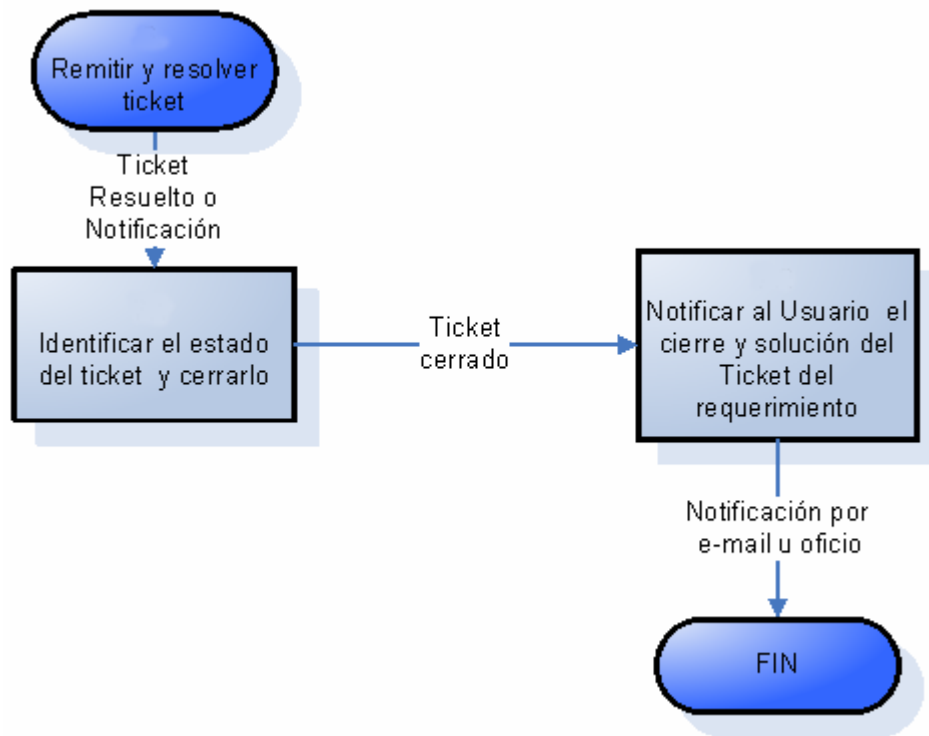 Remitir y resolver
ticket
Ticket
Resuelto o
Notificación
Identificar el estado
del ticket y cerrarlo
Ticket
cerrado
Notificar al Usuario el
cierre y solución del
Ticket del
requerimiento
Notificación por
e-mail u oficio
FIN